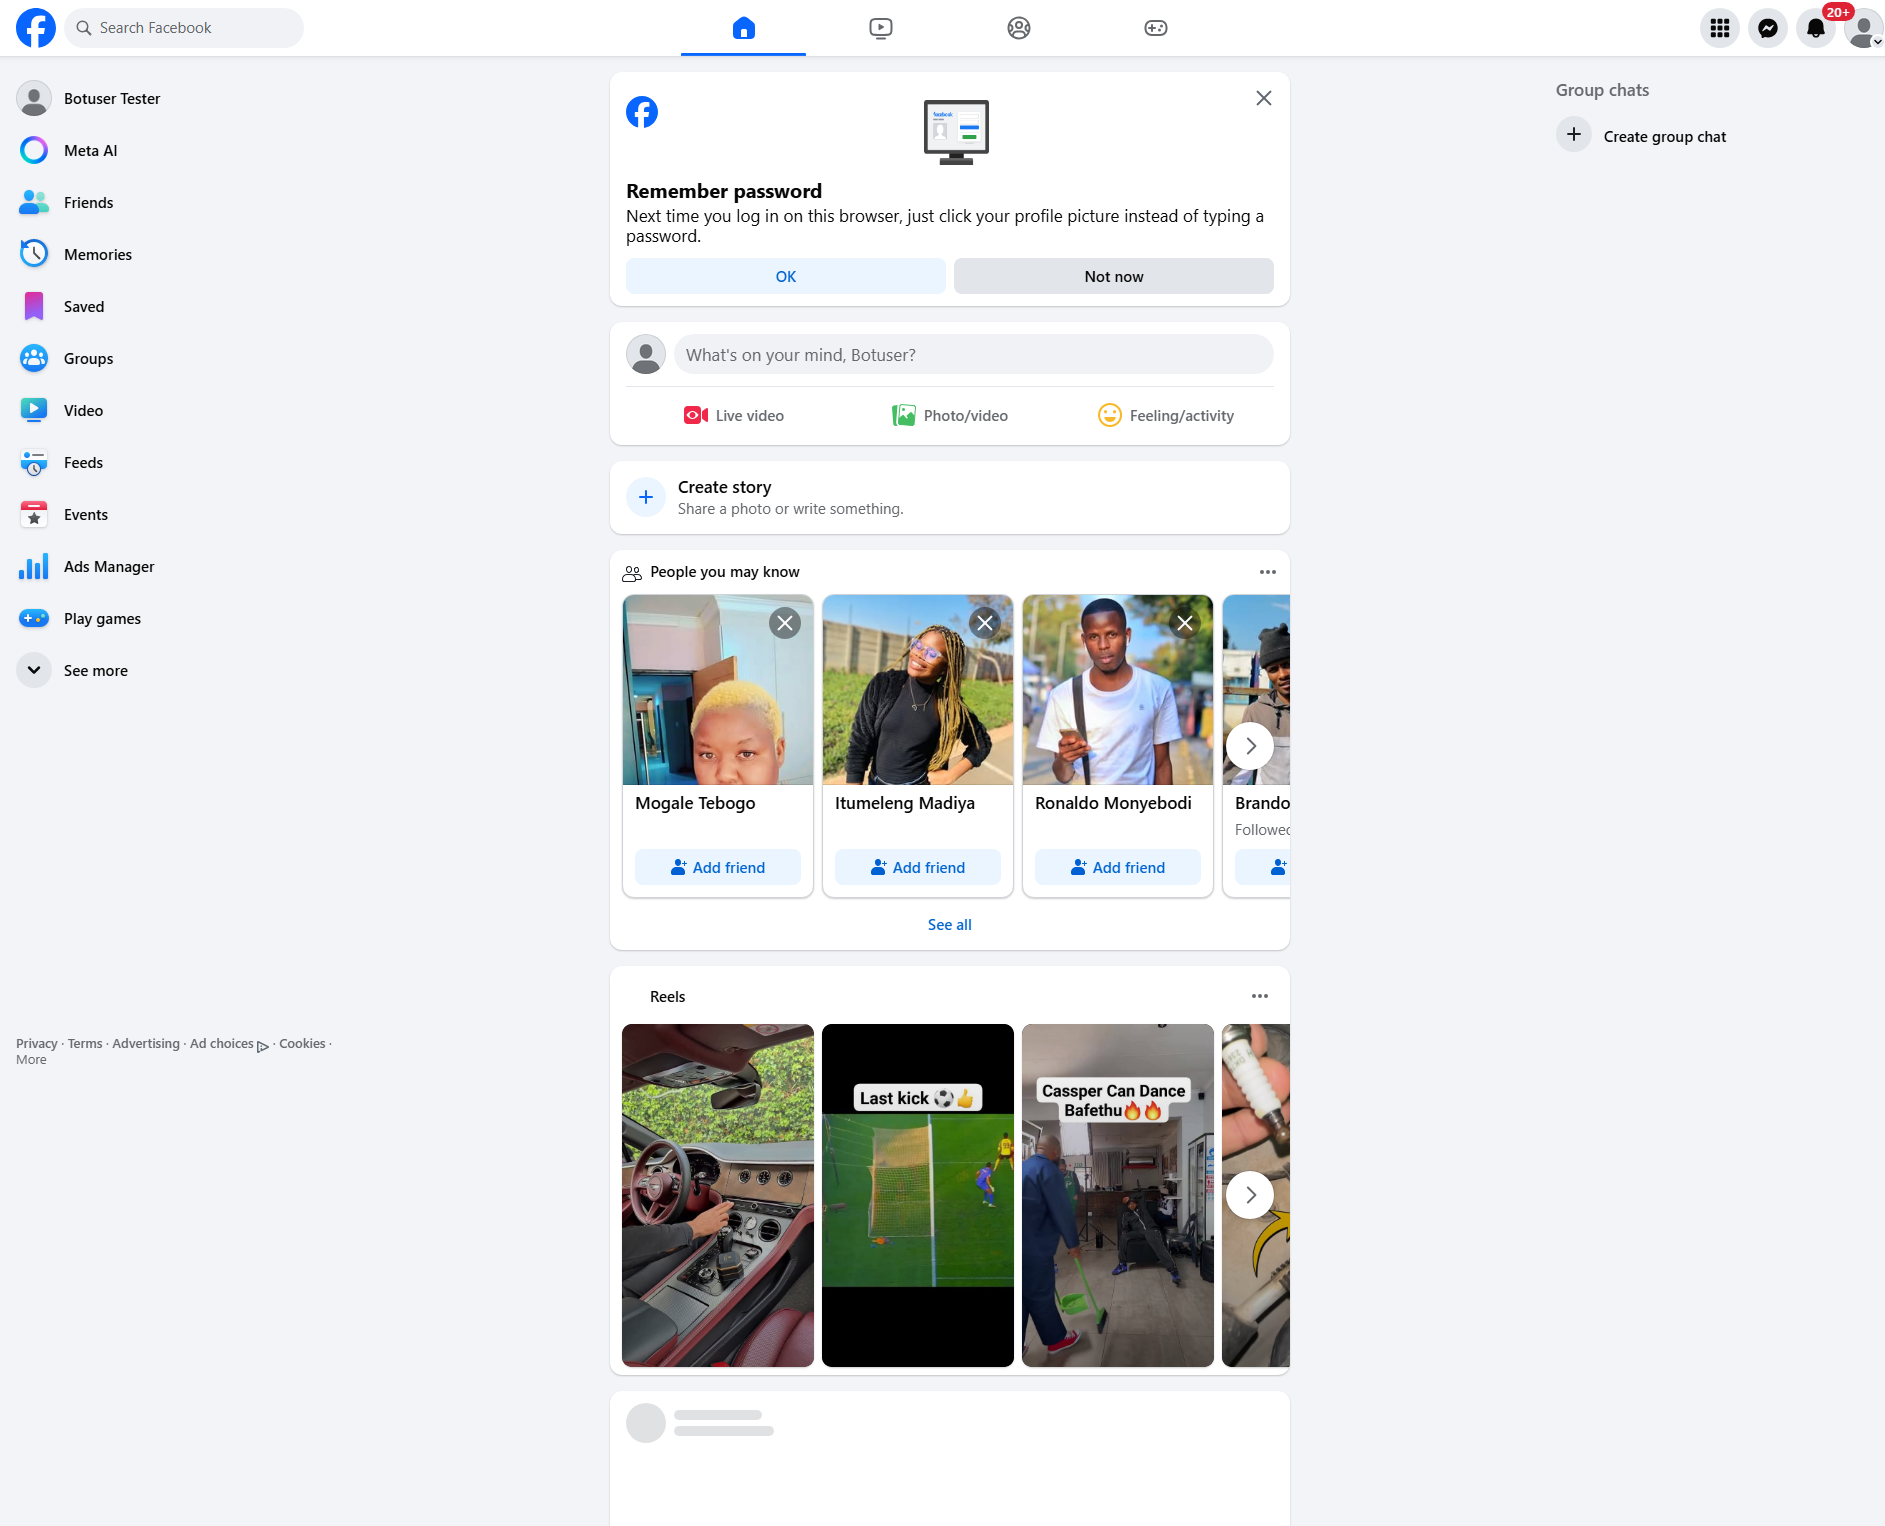 Search Facebook
20+
Botuser Tester
Meta AI
Friends
Memories
Saved
Groups
Video
Feeds
Events
Ads Manager
Play games
See more
Privacy · Terms · Advertising · Ad choices · Cookies ·
More
facebook
Remember password
Next time you log in on this browser, just click your profile picture instead of typing a
password.
OK
Not now
What's on your mind, Botuser?
Live video
Photo/video
Feeling/activity
Create story
Share a photo or write something.
People you may know
Mogale Tebogo
Itumeleng Madiya
Ronaldo Monyebodi
Brando
Followed
Add friend
Add friend
Add friend
See all
Reels
Last kick ⚽👍
Cassper Can Dance
Bafethu🔥🔥
Group chats
Create group chat